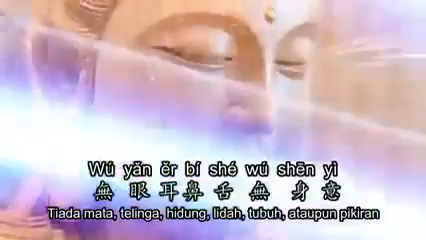 Wú yǎn ěr bí shé wú shēn yì
無 眼 耳 鼻 舌 無 身 意
Tiada mata, telinga, hidung, lidah, tubuh, ataupun pikiran